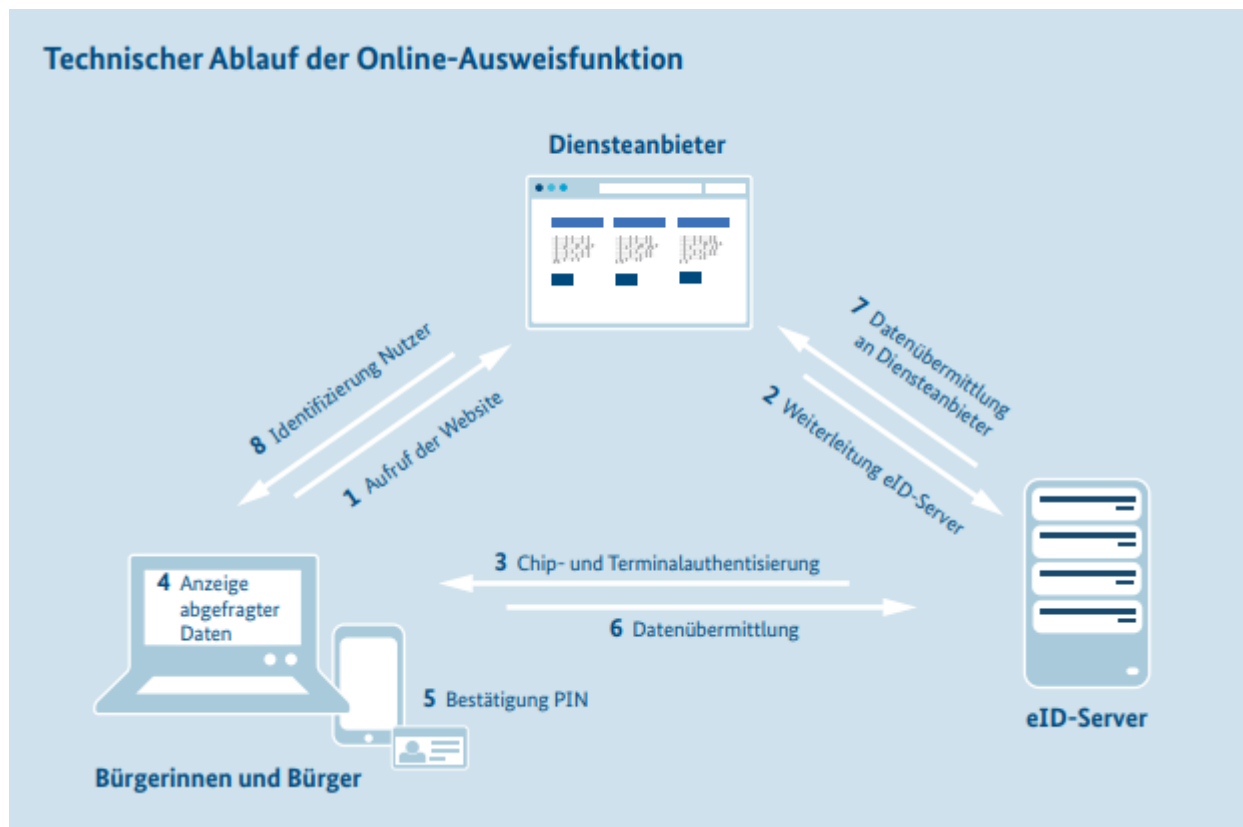 Technischer Ablauf der Online-Ausweisfunktion
Diensteanbieter
8 Identifizierung Nutzer
1 Aufruf der Website
7 Datenübermittlung
an Diensteanbieter
2 Weiterleitung eID-Server
3 Chip- und Terminalauthentisierung
4 Anzeige
abgefragter
Daten
6 Datenübermittlung
5 Bestätigung PIN
eID-Server
Bürgerinnen und Bürger